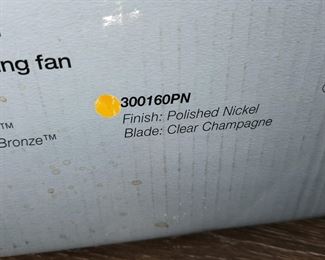 ng fan
300160PN
Finish: Polished Nickel
Blade: Clear Champagne
™
Bronze™